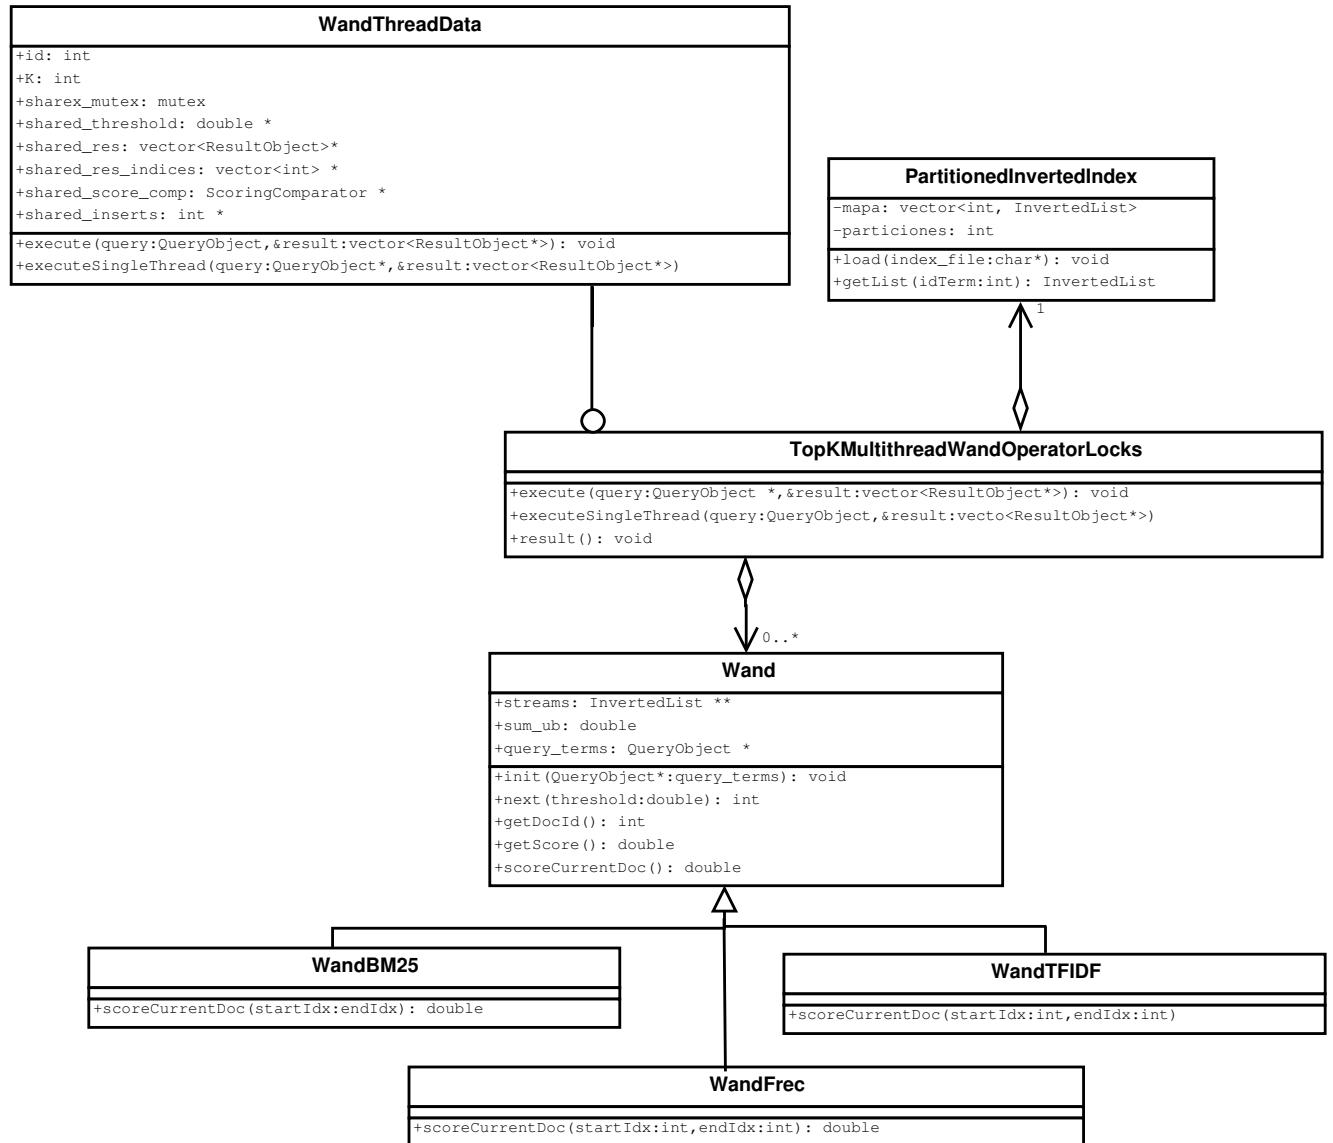 WandThreadData
+id: int
+K: int
+sharex_mutex: mutex
+shared_threshold: double *
+shared_res: vector<ResultObject>*
+shared_res_indices: vector<int> *
+shared_score_comp: ScoringComparator *
+shared_inserts: int *
+execute(query:QueryObject,&result:vector<ResultObject*>): void
+executeSingleThread(query:QueryObject*,&result:vector<ResultObject*>)
PartitionedInvertedIndex
-mapa: vector<int, InvertedList>
-particiones: int
+load(index_file:char*): void
+getList(idTerm:int): InvertedList
1
TopKMultithreadWandOperatorLocks
+execute(query:QueryObject *,&result:vector<ResultObject*>): void
+executeSingleThread(query:QueryObject,&result:vecto<ResultObject*>)
+result(): void
0..*
Wand
+streams: InvertedList **
+sum_ub: double
+query_terms: QueryObject *
+init(QueryObject*:query_terms): void
+next(threshold:double): int
+getDocId(): int
+getScore(): double
+scoreCurrentDoc(): double
WandBM25
+scoreCurrentDoc(startIdx:endIdx): double
WandTFIDF
+scoreCurrentDoc(startIdx:int,endIdx:int)
WandFrec
+scoreCurrentDoc(startIdx:int,endIdx:int): double